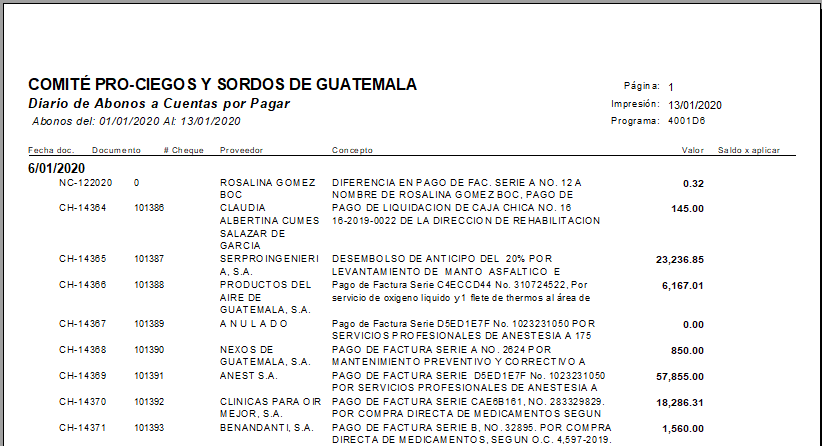 COMITÉ PRO-CIEGOS Y SORDOS DE GUATEMALA
Diario de Abonos a Cuentas por Pagar
Abonos del: 01/01/2020 Al: 13/01/2020
Página: 1
Impresión: 13/01/2020
Programa: 4001D6
Fecha doc. Documento # Cheque Proveedor Concepto Valor Saldo x aplicar
6/01/2020
NC-122020 0 ROSALINA GOMEZ DIFERENCIA EN PAGO DE FAC. SERIE A NO. 12 A 0.32
BOC NOMBRE DE ROSALINA GOMEZ BOC, PAGO DE
CH-14364 101386 CLAUDIA PAGO DE LIQUIDACION DE CAJA CHICA NO. 16 145.00
ALBERTINA CUMES 16-2019-0022 DE LA DIRECCION DE REHABILITACION
SALAZAR DE
GARCIA
CH-14365 101387 SERPROINGENIERI DESEMBOLSO DE ANTICIPO DEL 20% POR 23,236.85
A, S.A. LEVANTAMIENTO DE MANTO ASFALTICO E
CH-14366 101388 PRODUCTOS DEL Pago de Factura Serie C4ECCD44 No. 310724522, Por 6,167.01
AIRE DE servicio de oxigeno liquido y 1 flete de thermos al área de
GUATEMALA, S.A.
CH-14367 101389 A N U L A D O Pago de Factura Serie D5ED1E7F No. 1023231050 POR 0.00
SERVICIOS PROFESIONALES DE ANESTESIA A 175
CH-14368 101390 NEXOS DE PAGO DE FACTURA SERIE A NO. 2624 POR 850.00
GUATEMALA, S.A. MANTENIMIENTO PREVENTIVO Y CORRECTIVO A
CH-14369 101391 ANEST S.A. PAGO DE FACTURA SERIE D5ED1E7F No. 1023231050 57,855.00
POR SERVICIOS PROFESIONALES DE ANESTESIA A
CH-14370 101392 CLINICAS PARA OIR PAGO DE FACTURA SERIE CAE6B161, NO. 283329829. 18,286.31
MEJOR, S.A. POR COMPRA DIRECTA DE MEDICAMENTOS SEGUN
CH-14371 101393 BENANDANTI, S.A. PAGO DE FACTURA SERIE B, NO. 32895. POR COMPRA 1,560.00
DIRECTA DE MEDICAMENTOS, SEGUN O.C. 4,597-2019.